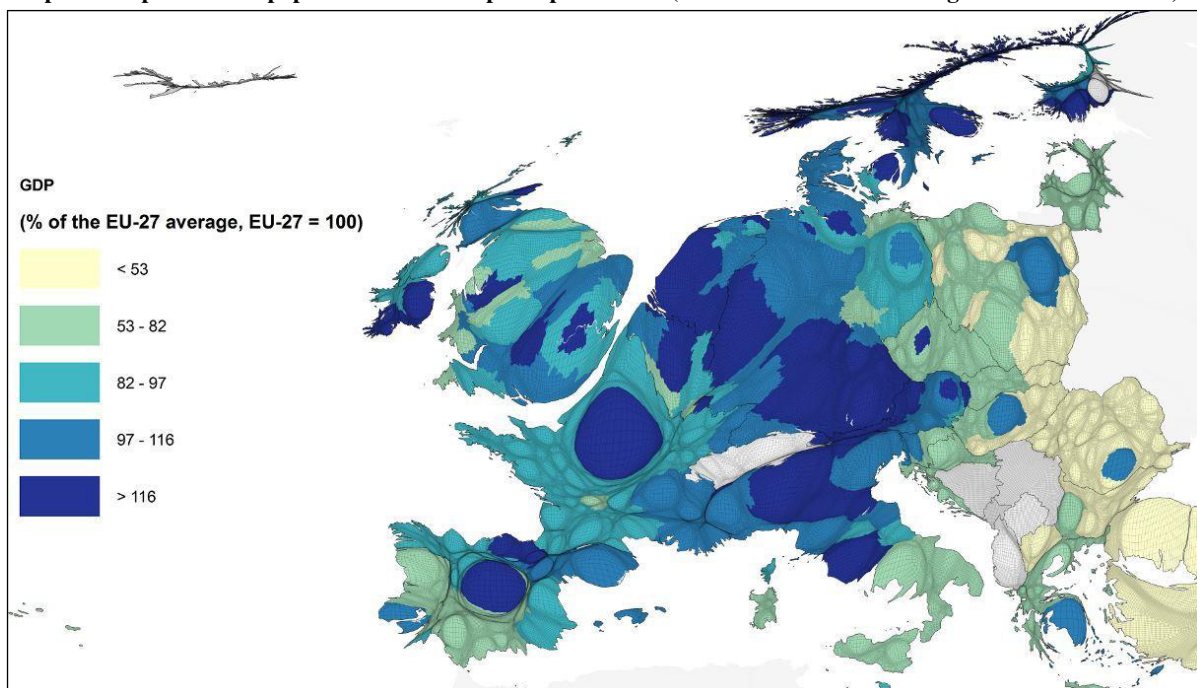 GDP
(% of the EU-27 average, EU-27 = 100)
< 53
53 - 82
82 - 97
97 - 116
> 116